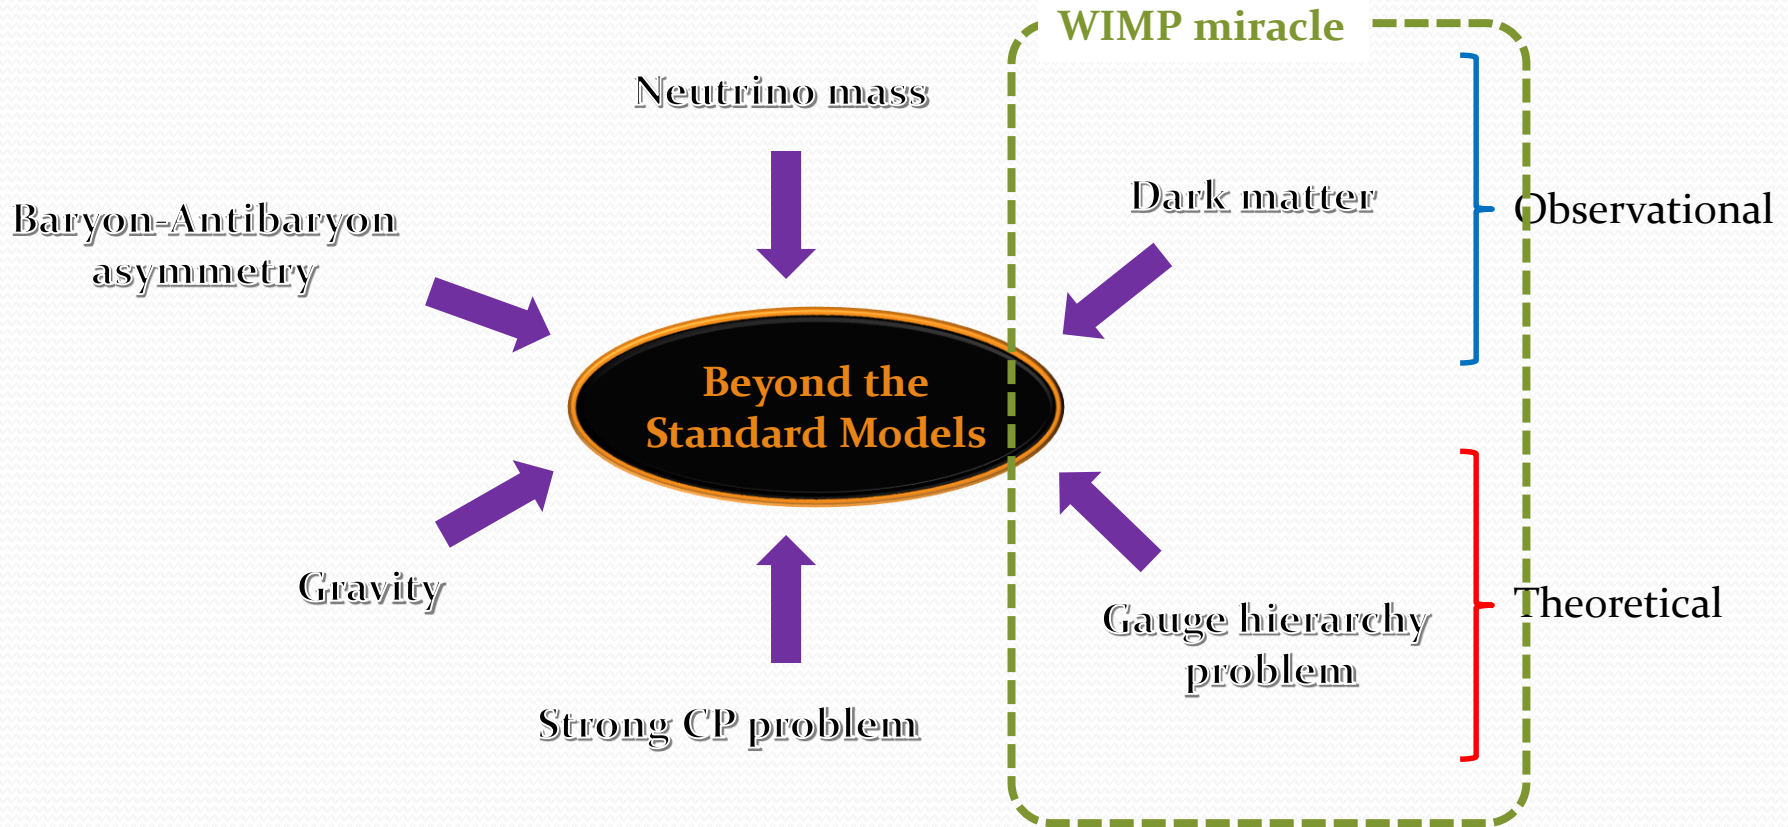 WIMP miracle
Neutrino mass
Dark matter
Observational
Baryon-Antibaryon
asymmetry
Beyond the
Standard Models
Gravity
Theoretical
Gauge hierarchy
problem
Strong CP problem